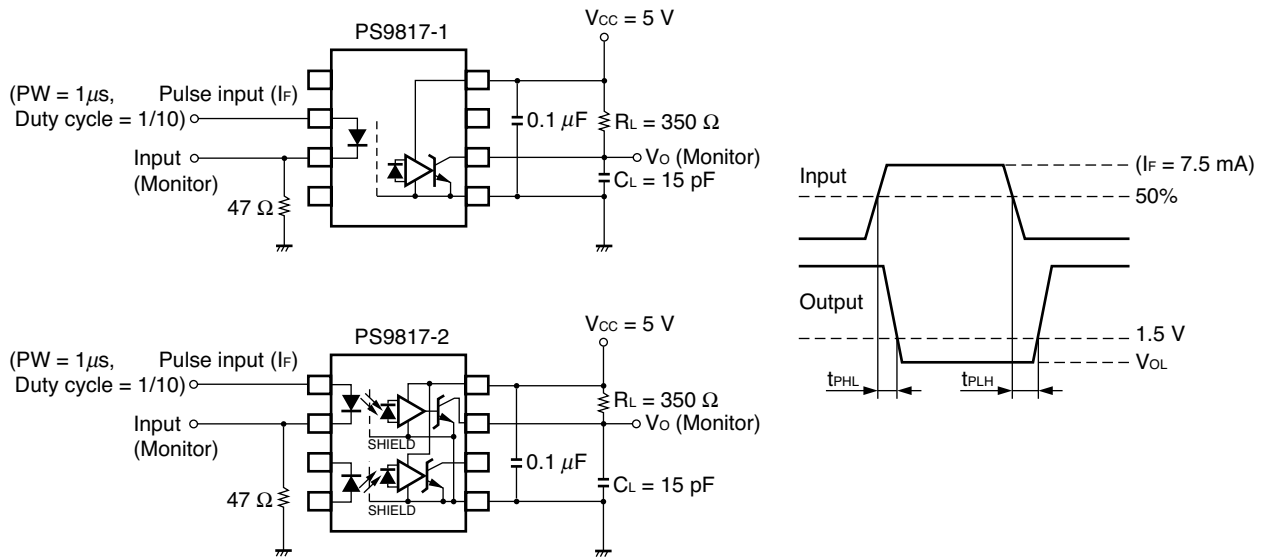 PS9817-1
VCC = 5 V
(PW = 1μs,
Duty cycle = 1/10)
Pulse input (IF)
Input
(Monitor)
47 Ω
0.1 μF
RL = 350 Ω
VO (Monitor)
CL = 15 pF
PS9817-2
VCC = 5 V
(PW = 1μs,
Duty cycle = 1/10)
Pulse input (IF)
Input
(Monitor)
47 Ω
SHIELD
SHIELD
0.1 μF
RL = 350 Ω
VO (Monitor)
CL = 15 pF
Input
(IF = 7.5 mA)
50%
Output
1.5 V
VOL
tPHL
tPLH